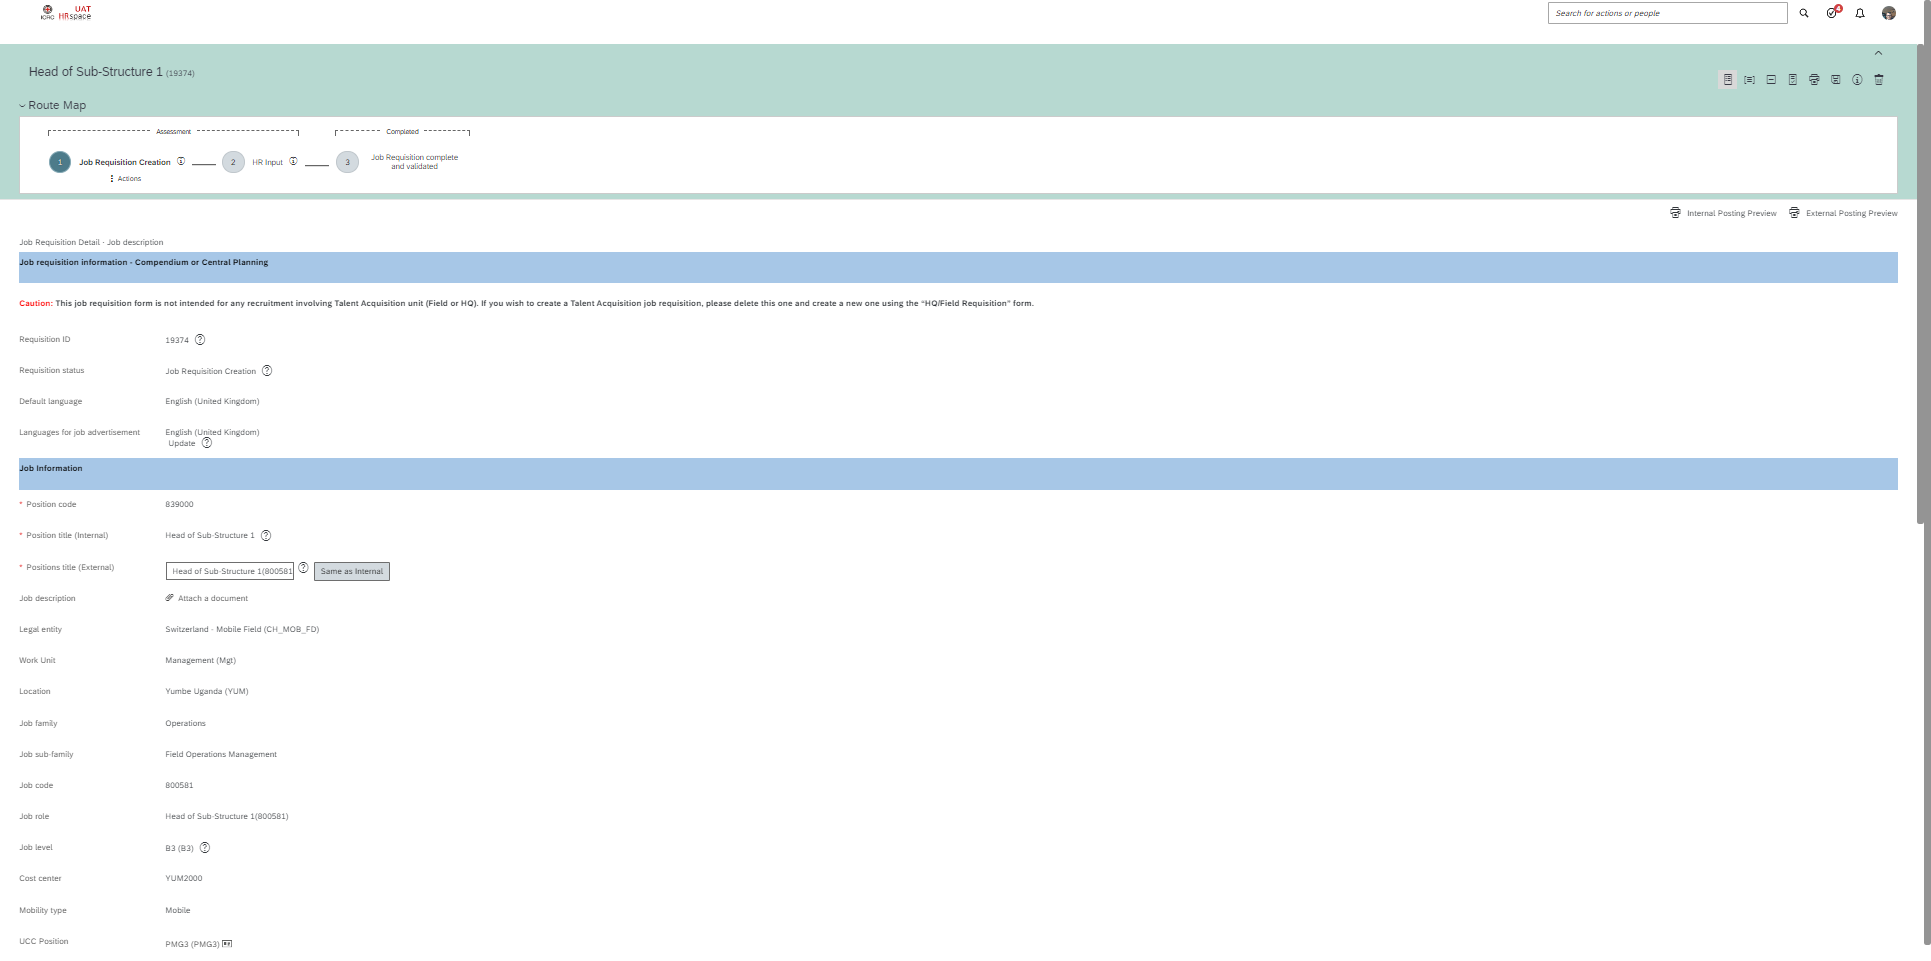 UAT
ICRC HRspace
Search for actions or people
4
Head of Sub-Structure 1 (19374)
Route Map
Assessment
Completed
1 Job Requisition Creation
2 HR Input
3 Job Requisition complete
and validated
Actions
Internal Posting Preview
External Posting Preview
Job Requisition Detail - Job description
Job requisition information - Compendium or Central Planning
Caution: This job requisition form is not intended for any recruitment involving Talent Acquisition unit (Field or HQ). If you wish to create a Talent Acquisition job requisition, please delete this one and create a new one using the “HQ/Field Requisition” form.
Requisition ID 19374
Requisition status Job Requisition Creation
Default language English (United Kingdom)
Languages for job advertisement English (United Kingdom)
Update
Job Information
* Position code 839000
* Position title (Internal) Head of Sub-Structure 1
* Positions title (External) Head of Sub-Structure 1(800581 Same as Internal
Job description Attach a document
Legal entity Switzerland - Mobile Field (CH_MOB_FD)
Work Unit Management (Mgt)
Location Yumbe Uganda (YUM)
Job family Operations
Job sub-family Field Operations Management
Job code 800581
Job role Head of Sub-Structure 1(800581)
Job level B3 (B3)
Cost center YUM2000
Mobility type Mobile
UCC Position PMG3 (PMG3)